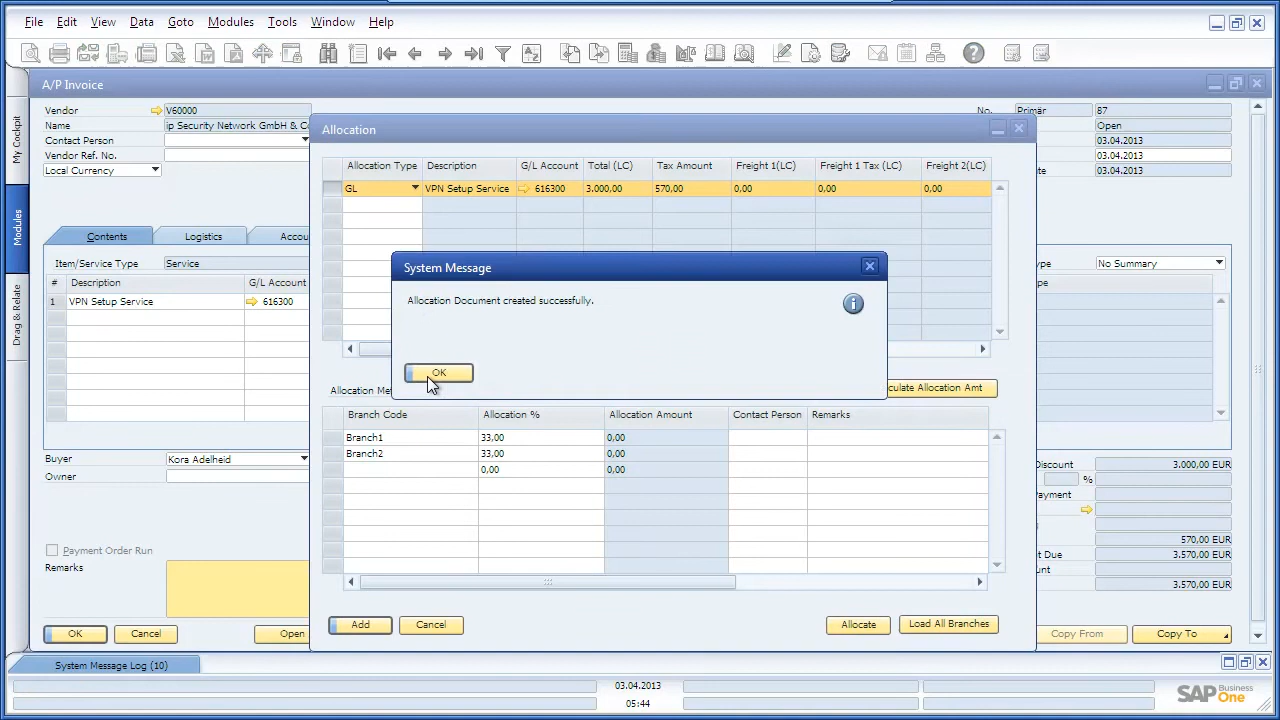 File Edit View Data Goto Modules Tools Window Help
A/P Invoice
My Cockpit
Modules
Drag & Relate
Vendor V60000 No. Primär 87
Name ip Security Network GmbH & C Open
Contact Person 03.04.2013
Vendor Ref. No. 03.04.2013
Local Currency 03.04.2013
Allocation
Allocation Type Description G/L Account Total (LC) Tax Amount Freight 1(LC) Freight 1 Tax (LC) Freight 2(LC)
GL VPN Setup Service 616300 3.000,00 570,00 0,00 0,00 0,00
Contents Logistics Accou
Item/Service Type Service ype No Summary
# Description G/L Account pe
1 VPN Setup Service 616300
System Message
Allocation Document created successfully.
OK
Allocation Me culate Allocation Amt
Branch Code Allocation % Allocation Amount Contact Person Remarks
Branch1 33,00 0,00
Branch2 33,00 0,00
0,00 0,00
Buyer Kora Adelheid
Owner
Discount 3.000,00 EUR
%
ayment
570,00 EUR
t Due 3.570,00 EUR
unt
3.570,00 EUR
Payment Order Run
Remarks
Add Cancel Allocate Load All Branches
OK Cancel Open Copy From Copy To
System Message Log (10)
03.04.2013
05:44
SAP Business One